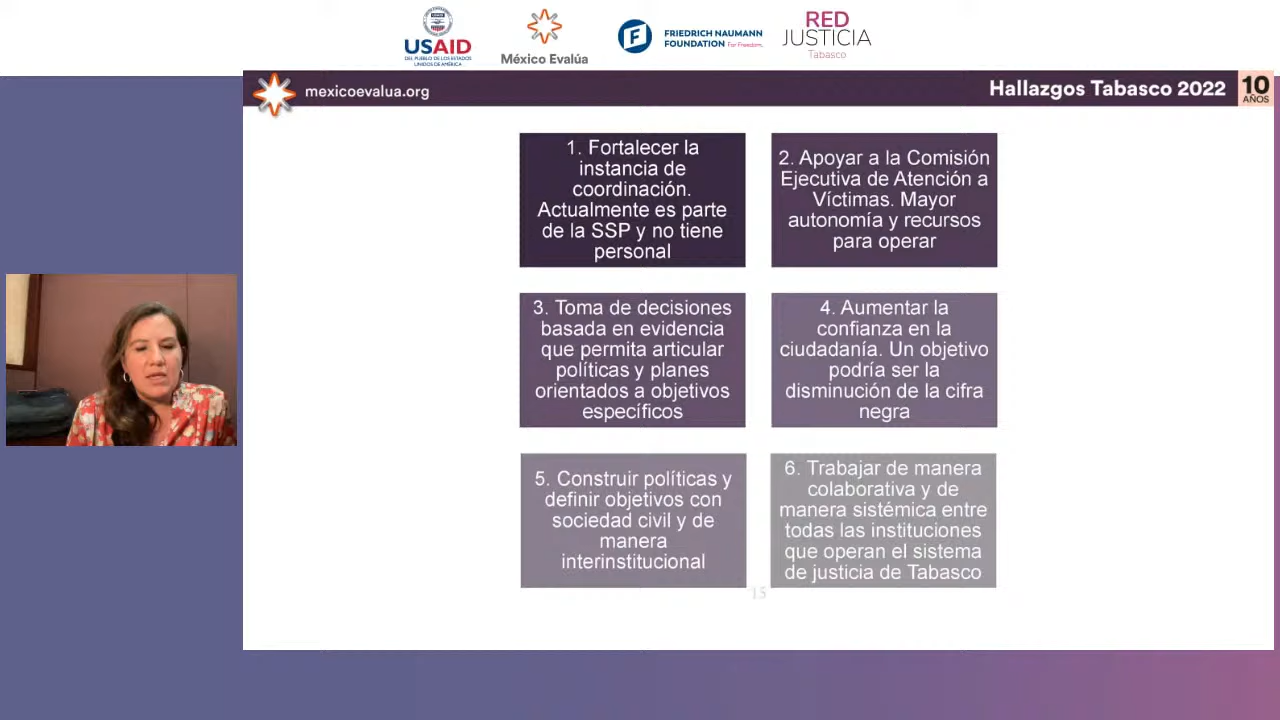 USAID
DEL PUEBLO DE LOS ESTADOS
UNIDOS DE AMÉRICA
México Evalúa
F
FRIEDRICH NAUMANN
FOUNDATION For Freedom.
RED
JUSTICIA
Tabasco
mexicoevalua.org
Hallazgos Tabasco 2022
10
AÑOS
1. Fortalecer la
instancia de
coordinación.
Actualmente es parte
de la SSP y no tiene
personal
2. Apoyar a la Comisión
Ejecutiva de Atención a
Víctimas. Mayor
autonomía y recursos
para operar
3. Toma de decisiones
basada en evidencia
que permita articular
políticas y planes
orientados a objetivos
específicos
4. Aumentar la
confianza en la
ciudadanía. Un objetivo
podría ser la
disminución de la cifra
negra
5. Construir políticas y
definir objetivos con
sociedad civil y de
manera
interinstitucional
6. Trabajar de manera
colaborativa y de
manera sistémica entre
todas las instituciones
que operan el sistema
de justicia de Tabasco
15